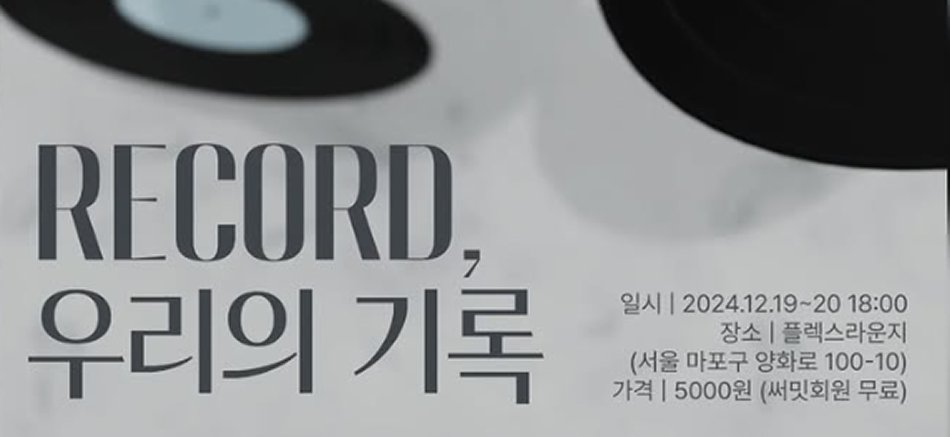 RECORD,
우리의 기록
일시 | 2024.12.19~20 18:00
장소 | 플렉스라운지
(서울 마포구 양화로 100-10)
가격 | 5000원 (써밋회원 무료)